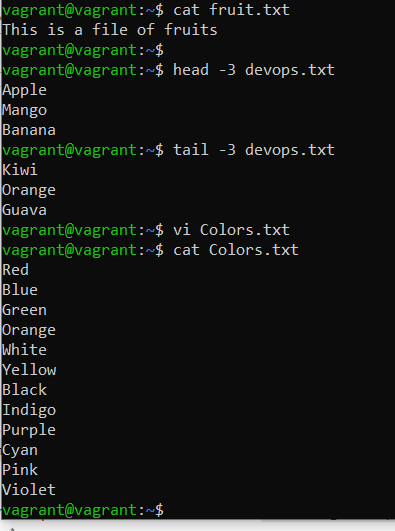 vagrant@vagrant:~$ cat fruit.txt
This is a file of fruits
vagrant@vagrant:~$
vagrant@vagrant:~$ head -3 devops.txt
Apple
Mango
Banana
vagrant@vagrant:~$ tail -3 devops.txt
Kiwi
Orange
Guava
vagrant@vagrant:~$ vi Colors.txt
vagrant@vagrant:~$ cat Colors.txt
Red
Blue
Green
Orange
White
Yellow
Black
Indigo
Purple
Cyan
Pink
Violet
vagrant@vagrant:~$